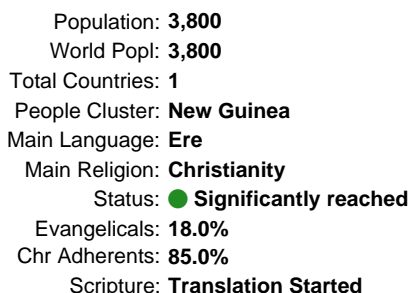 Population: 3,800
World Popl: 3,800
Total Countries: 1
People Cluster: New Guinea
Main Language: Ere
Main Religion: Christianity
Status: Significantly reached
Evangelicals: 18.0%
Chr Adherents: 85.0%
Scripture: Translation Started